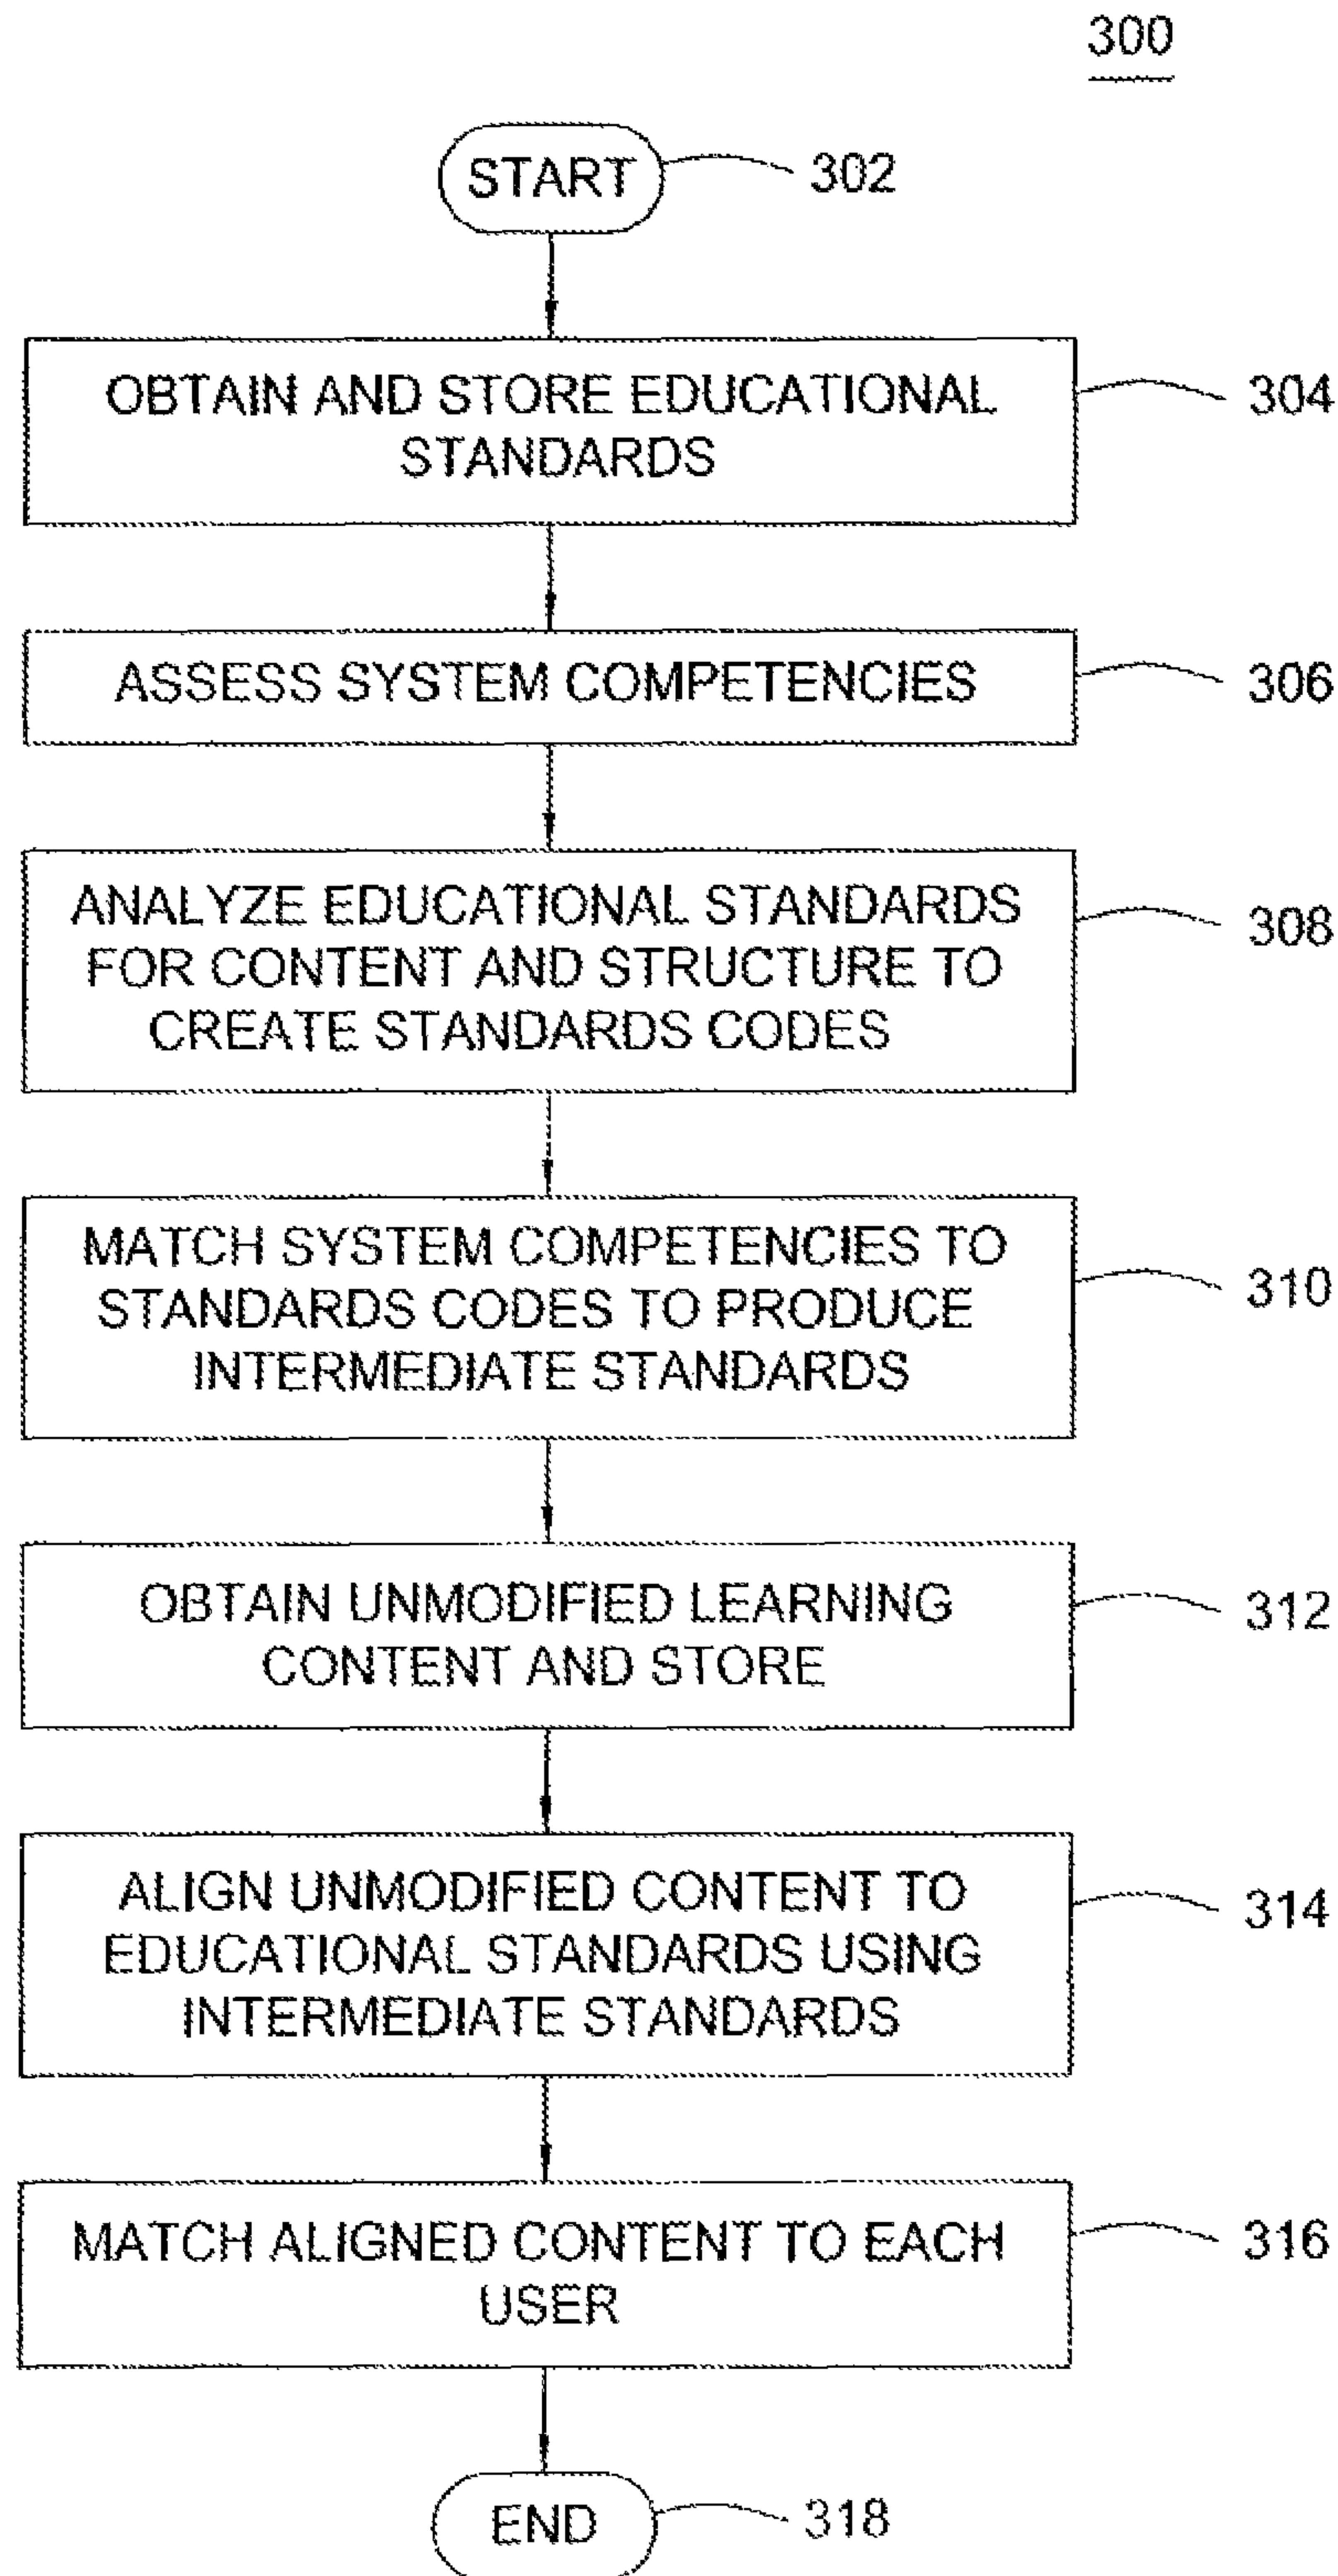 300
START
302
OBTAIN AND STORE EDUCATIONAL
STANDARDS
304
ASSESS SYSTEM COMPETENCIES
306
ANALYZE EDUCATIONAL STANDARDS
FOR CONTENT AND STRUCTURE TO
CREATE STANDARDS CODES
308
MATCH SYSTEM COMPETENCIES TO
STANDARDS CODES TO PRODUCE
INTERMEDIATE STANDARDS
310
OBTAIN UNMODIFIED LEARNING
CONTENT AND STORE
312
ALIGN UNMODIFIED CONTENT TO
EDUCATIONAL STANDARDS USING
INTERMEDIATE STANDARDS
314
MATCH ALIGNED CONTENT TO EACH
USER
316
END
318